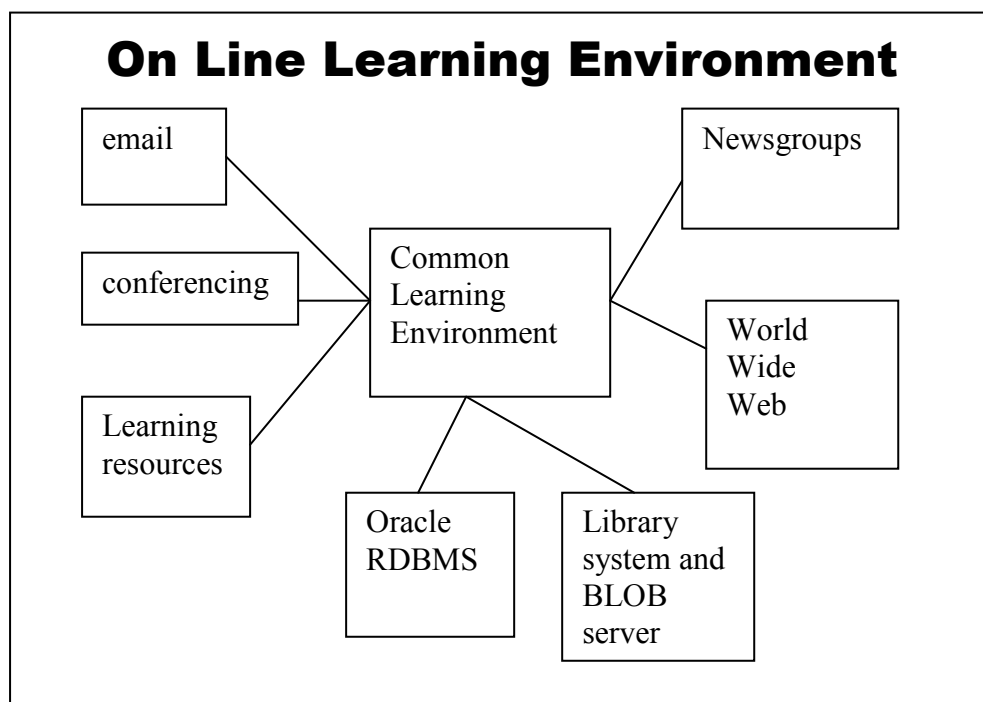 On Line Learning Environment
email
Newsgroups
Common
Learning
Environment
conferencing
World
Wide
Web
Learning
resources
Oracle
RDBMS
Library
system and
BLOB
server